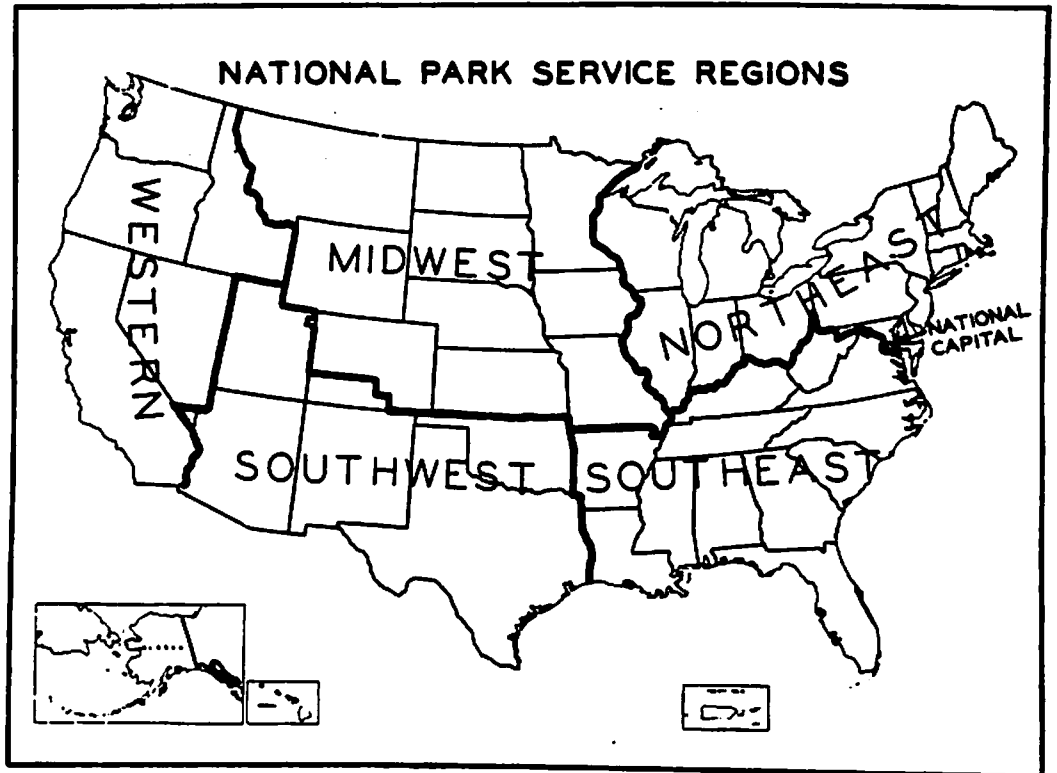 NATIONAL PARK SERVICE REGIONS
WESTERN
MIDWEST
NORTHEAST
NATIONAL
CAPITAL
SOUTHWEST
SOUTHEAST